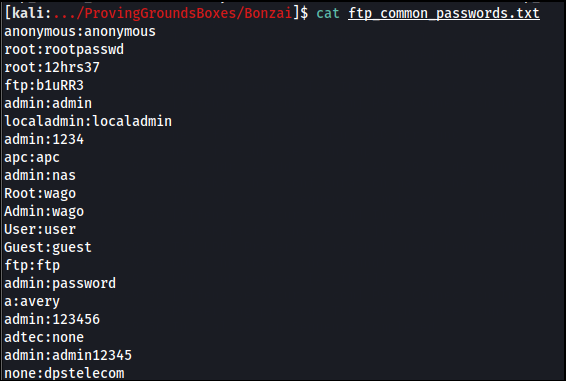 [kali:.../ProvingGroundsBoxes/Bonzai]$ cat ftp_common_passwords.txt
anonymous:anonymous
root:rootpasswd
root:12hrs37
ftp:b1uRR3
admin:admin
localadmin:localadmin
admin:1234
apc:apc
admin:nas
Root:wago
Admin:wago
User:user
Guest:guest
ftp:ftp
admin:password
a:avery
admin:123456
adtec:none
admin:admin12345
none:dpstelecom